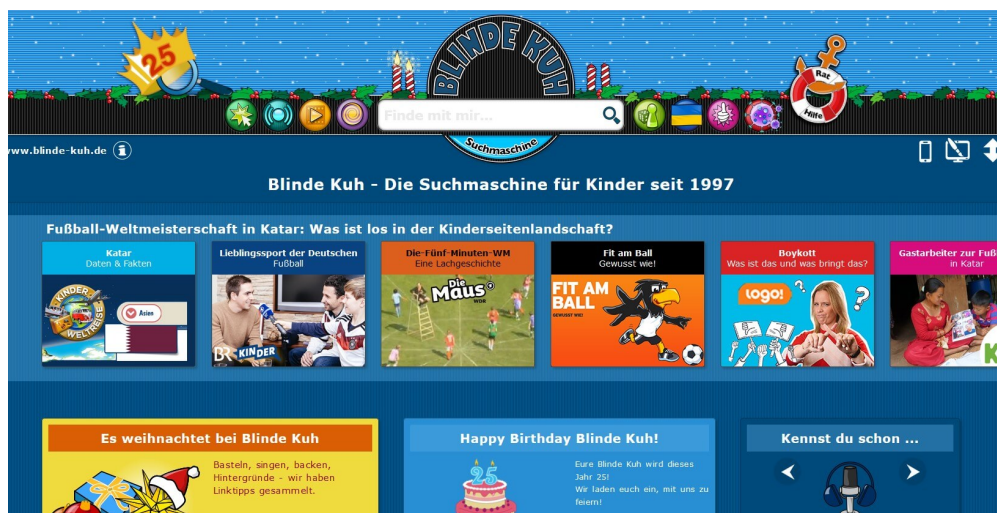 25
BLINDE KUH
Rat
Hilfe
Finde mit mir...
Suchmaschine
www.blinde-kuh.de
Blinde Kuh - Die Suchmaschine für Kinder seit 1997
Fußball-Weltmeisterschaft in Katar: Was ist los in der Kinderseitenlandschaft?
Katar
Daten & Fakten
KINDER
WELTREISE
Asien
Lieblingssport der Deutschen
Fußball
BR KINDER
Die-Fünf-Minuten-WM
Eine Lachgeschichte
Die Maus
WDR
Fit am Ball
Gewusst wie!
FIT AM
BALL
GEWUSST WIE!
Boykott
Was ist das und was bringt das?
logo!
? ?
Gastarbeiter zur Fuß
in Katar
K
Es weihnachtet bei Blinde Kuh
Basteln, singen, backen,
Hintergründe - wir haben
Linktipps gesammelt.
Happy Birthday Blinde Kuh!
25
Eure Blinde Kuh wird dieses
Jahr 25!
Wir laden euch ein, mit uns zu
feiern!
Kennst du schon ...